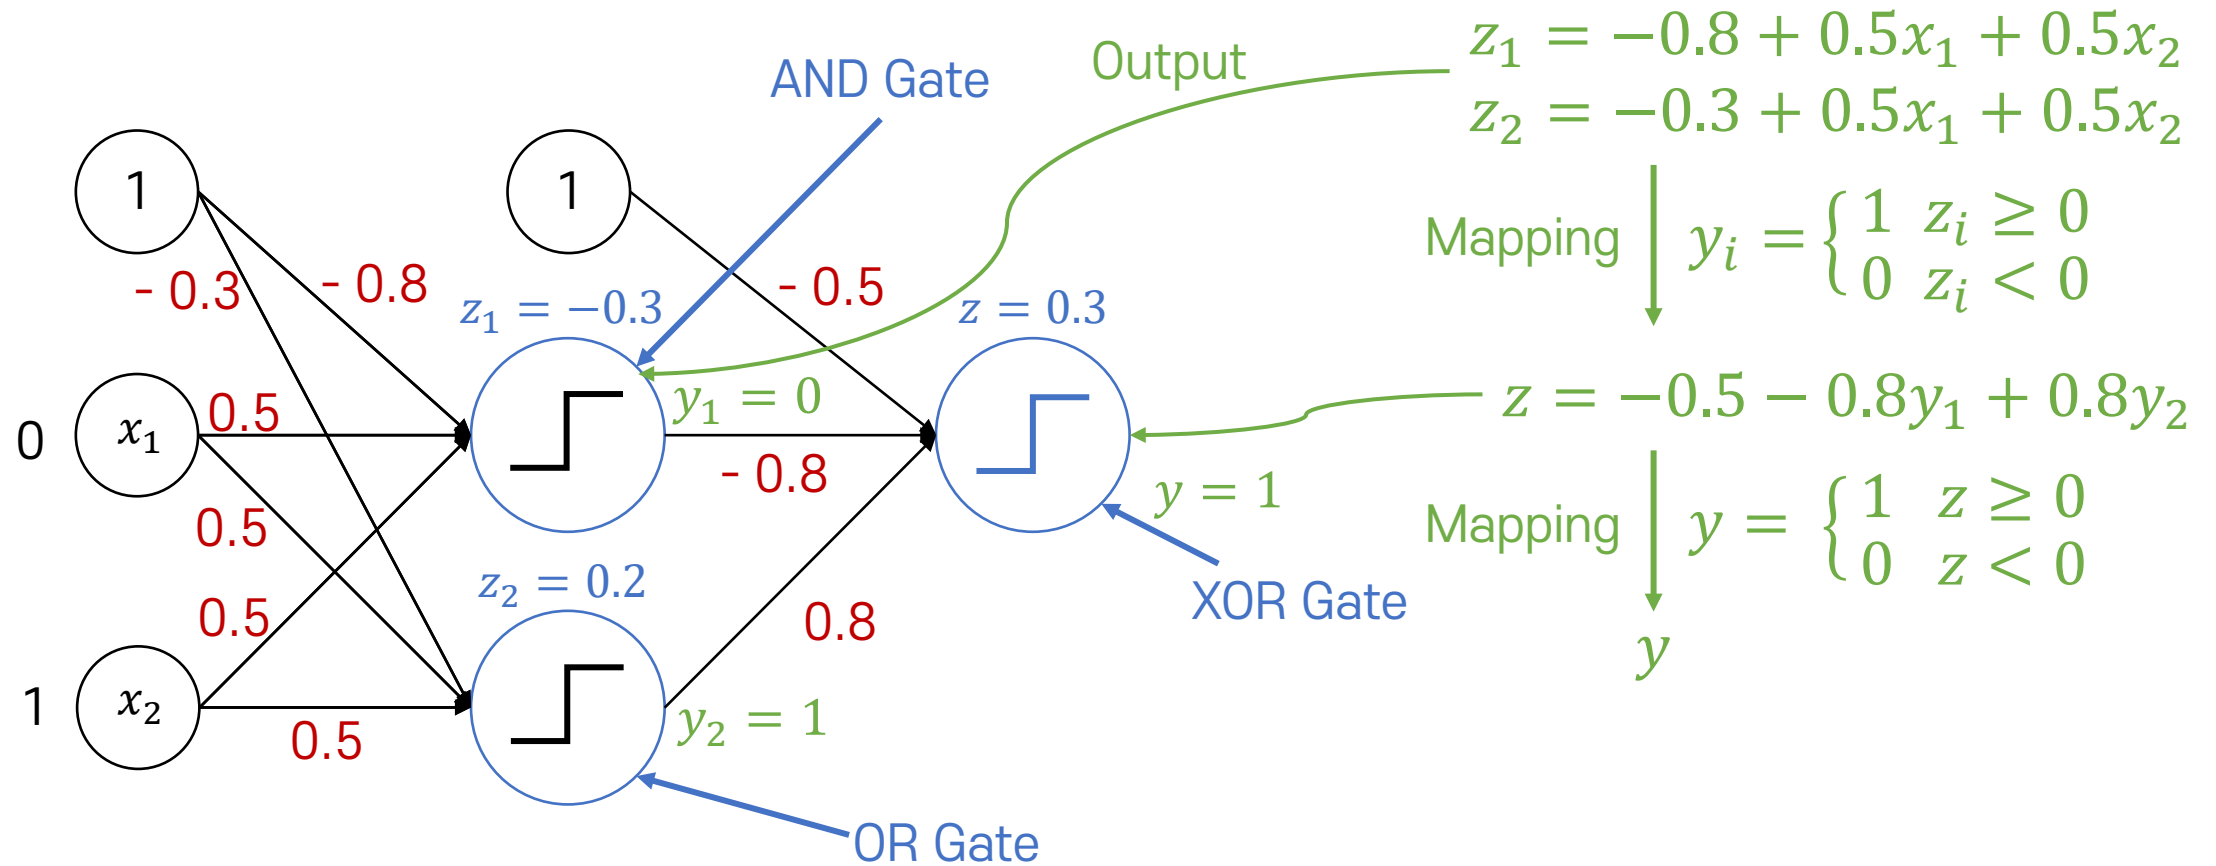 AND Gate
Output
z₁ = −0.8 + 0.5x₁ + 0.5x₂
z₂ = −0.3 + 0.5x₁ + 0.5x₂
1
1
- 0.3
- 0.8
z₁ = −0.3
- 0.5
z = 0.3
Mapping
yᵢ = { 1 zᵢ ≥ 0
0 zᵢ < 0
0
x₁
0.5
y₁ = 0
- 0.8
z = −0.5 − 0.8y₁ + 0.8y₂
y = 1
0.5
z₂ = 0.2
Mapping
y = { 1 z ≥ 0
0 z < 0
XOR Gate
0.5
0.8
y
1
x₂
0.5
y₂ = 1
OR Gate